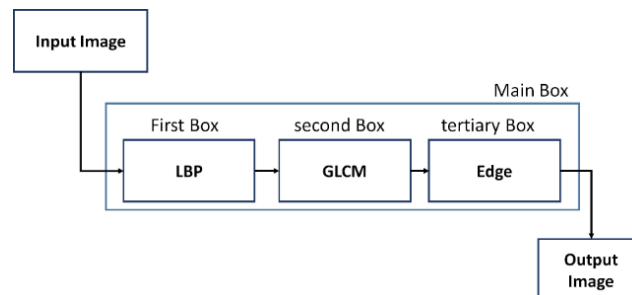 Input Image
Main Box
First Box
second Box
tertiary Box
LBP
GLCM
Edge
Output
Image